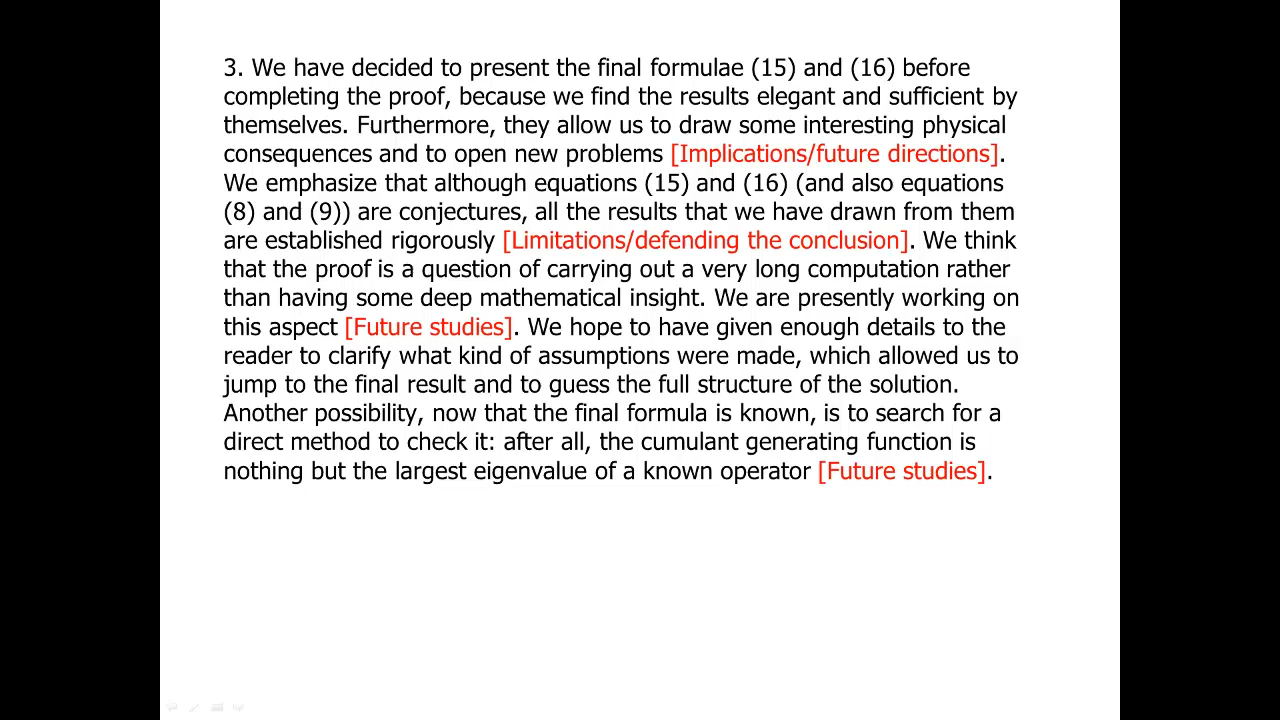 3. We have decided to present the final formulae (15) and (16) before
completing the proof, because we find the results elegant and sufficient by
themselves. Furthermore, they allow us to draw some interesting physical
consequences and to open new problems [Implications/future directions].
We emphasize that although equations (15) and (16) (and also equations
(8) and (9)) are conjectures, all the results that we have drawn from them
are established rigorously [Limitations/defending the conclusion]. We think
that the proof is a question of carrying out a very long computation rather
than having some deep mathematical insight. We are presently working on
this aspect [Future studies]. We hope to have given enough details to the
reader to clarify what kind of assumptions were made, which allowed us to
jump to the final result and to guess the full structure of the solution.
Another possibility, now that the final formula is known, is to search for a
direct method to check it: after all, the cumulant generating function is
nothing but the largest eigenvalue of a known operator [Future studies].